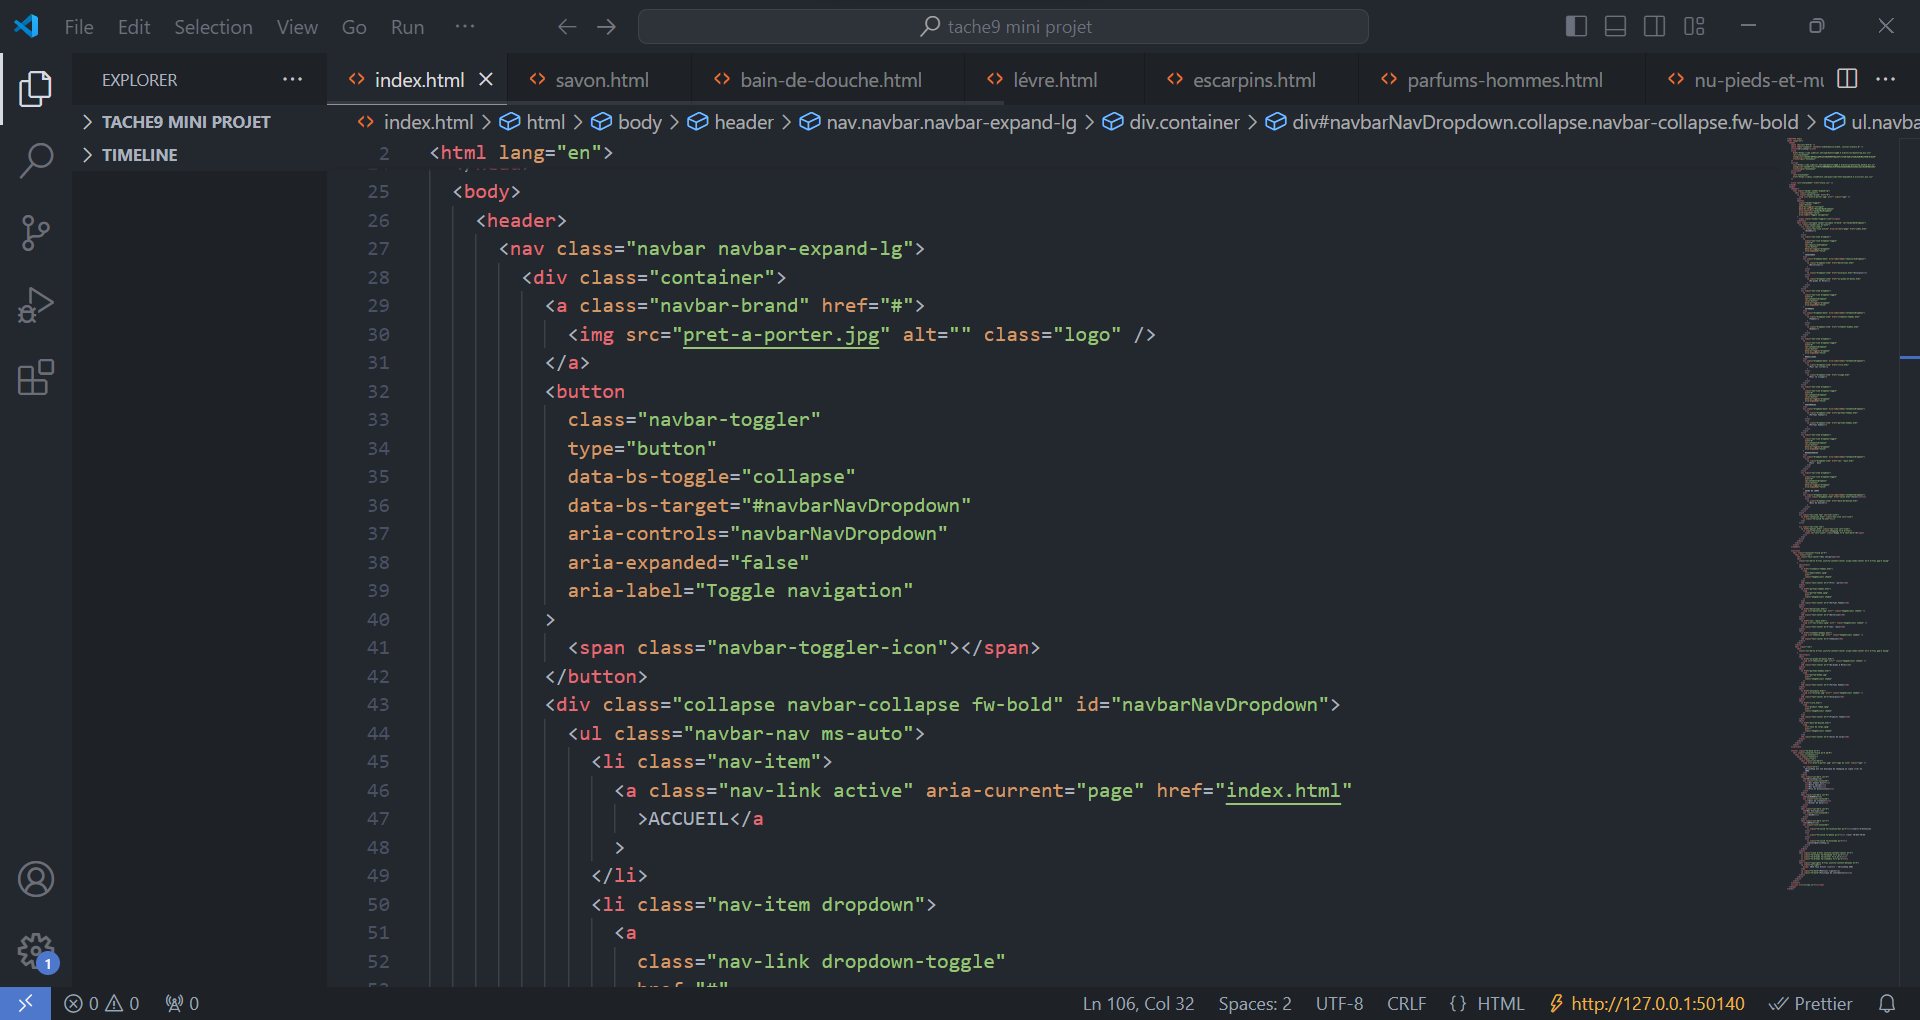 File Edit Selection View Go Run ··· tache9 mini projet
EXPLORER ··· index.html savon.html bain-de-douche.html lévre.html escarpins.html parfums-hommes.html nu-pieds-et-mu ···
TACHE9 MINI PROJET
TIMELINE
index.html > html > body > header > nav.navbar.navbar-expand-lg > div.container > div#navbarNavDropdown.collapse.navbar-collapse.fw-bold > ul.navba
2 <html lang="en">
25 <body>
26 <header>
27 <nav class="navbar navbar-expand-lg">
28 <div class="container">
29 <a class="navbar-brand" href="#">
30 <img src="pret-a-porter.jpg" alt="" class="logo" />
31 </a>
32 <button
33 class="navbar-toggler"
34 type="button"
35 data-bs-toggle="collapse"
36 data-bs-target="#navbarNavDropdown"
37 aria-controls="navbarNavDropdown"
38 aria-expanded="false"
39 aria-label="Toggle navigation"
40 >
41 <span class="navbar-toggler-icon"></span>
42 </button>
43 <div class="collapse navbar-collapse fw-bold" id="navbarNavDropdown">
44 <ul class="navbar-nav ms-auto">
45 <li class="nav-item">
46 <a class="nav-link active" aria-current="page" href="index.html"
47 >ACCUEIL</a
48 >
49 </li>
50 <li class="nav-item dropdown">
51 <a
52 class="nav-link dropdown-toggle"
53 href="#"
1
0 0 0 Ln 106, Col 32 Spaces: 2 UTF-8 CRLF { } HTML http://127.0.0.1:50140 Prettier